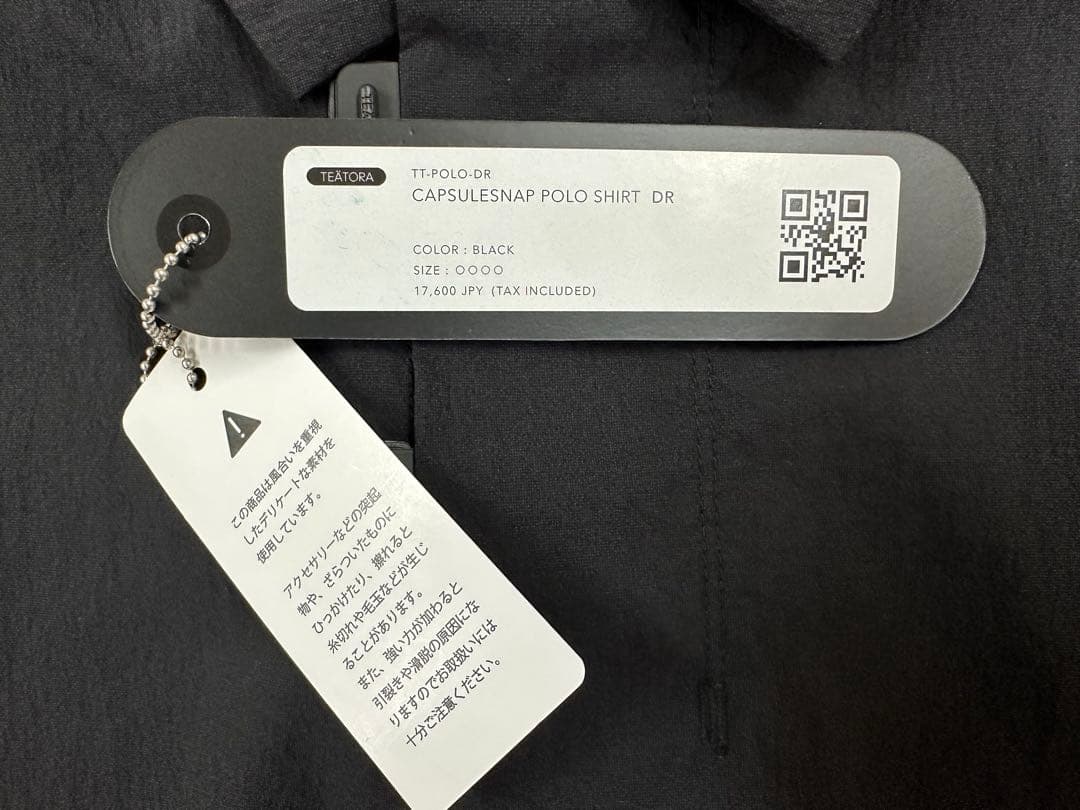 TEÄTORA
TT-POLO-DR
CAPSULESNAP POLO SHIRT DR
COLOR : BLACK
SIZE : ○○○○
17,600 JPY (TAX INCLUDED)
!
この商品は風合いを重視
したデリケートな素材を
使用しています。
アクセサリーなどの突起
物や、ざらついたものに
ひっかけたり、擦れると
糸切れや毛玉などが生じ
ることがあります。
また、強い力が加わると
引裂きや滑脱の原因にな
りますのでお取扱いには
十分ご注意ください。